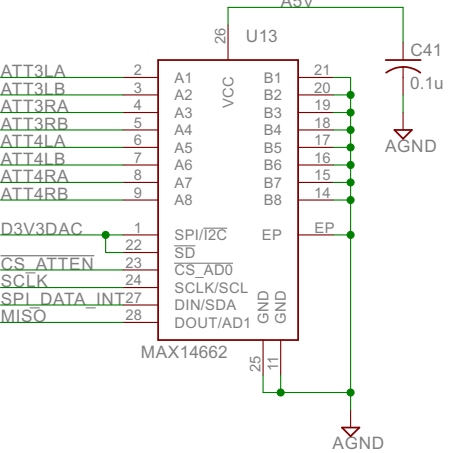 A5V
26
U13
C41
0.1u
AGND
ATT3LA 2 A1 VCC B1 21
ATT3LB 3 A2 B2 20
ATT3RA 4 A3 B3 19
ATT3RB 5 A4 B4 18
ATT4LA 6 A5 B5 17
ATT4LB 7 A6 B6 16
ATT4RA 8 A7 B7 15
ATT4RB 9 A8 B8 14
D3V3DAC 1 SPI/I2C EP EP
22 SD
CS_ATTEN 23 CS_AD0
SCLK 24 SCLK/SCL
SPI_DATA_INT 27 DIN/SDA GND GND
MISO 28 DOUT/AD1
MAX14662 25 11
AGND